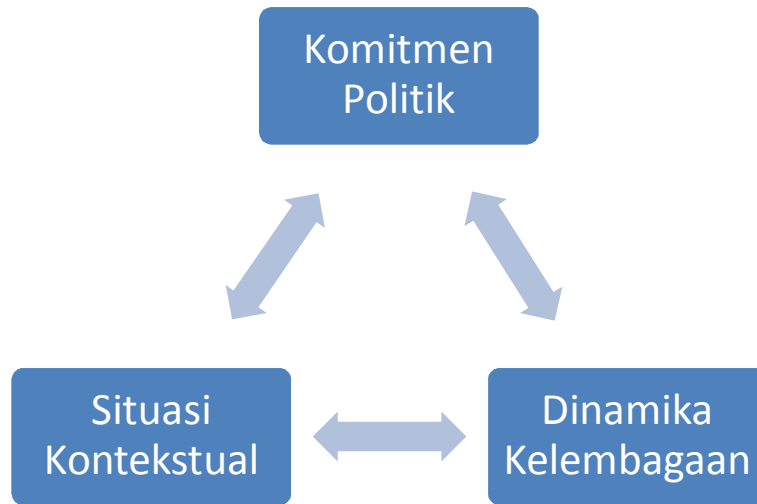 Komitmen
Politik
Situasi
Kontekstual
Dinamika
Kelembagaan